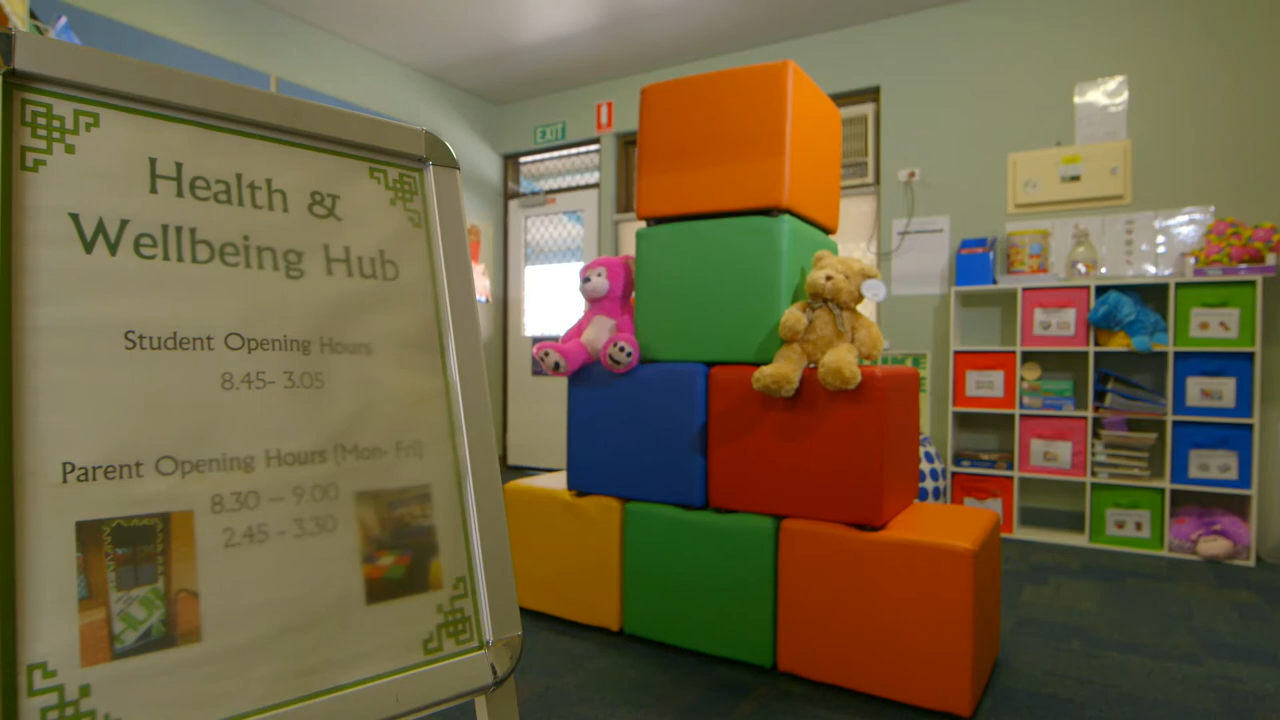 Health &
Wellbeing Hub
Student Opening Hours
8.45- 3.05
Parent Opening Hours (Mon- Fri)
8.30 – 9.00
2.45 - 3.30
HUB
EXIT